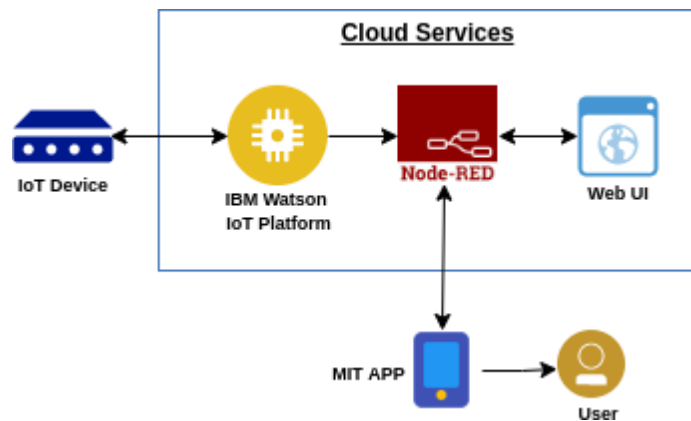 Cloud Services
IoT Device
IBM Watson
IoT Platform
Node-RED
Web UI
MIT APP
User